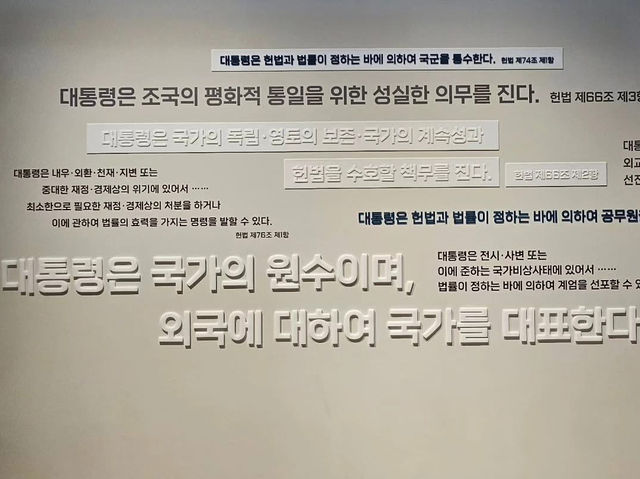 대통령은 헌법과 법률이 정하는 바에 의하여 국군을 통수한다. 헌법 제74조 제1항
대통령은 조국의 평화적 통일을 위한 성실한 의무를 진다. 헌법 제66조 제3항
대통령은 국가의 독립·영토의 보존·국가의 계속성과
헌법을 수호할 책무를 진다. 헌법 제66조 제2항
대통
외교
선전
대통령은 내우·외환·천재·지변 또는
중대한 재정·경제상의 위기에 있어서 ……
최소한으로 필요한 재정·경제상의 처분을 하거나
이에 관하여 법률의 효력을 가지는 명령을 발할 수 있다.
헌법 제76조 제1항
대통령은 헌법과 법률이 정하는 바에 의하여 공무원
대통령은 국가의 원수이며,
외국에 대하여 국가를 대표한다
대통령은 전시·사변 또는
이에 준하는 국가비상사태에 있어서 ……
법률이 정하는 바에 의하여 계엄을 선포할 수